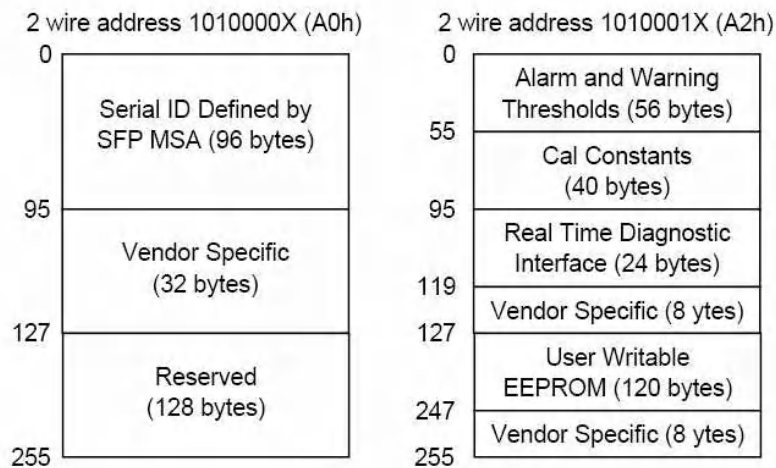 2 wire address 1010000X (A0h)
0
Serial ID Defined by
SFP MSA (96 bytes)
95
Vendor Specific
(32 bytes)
127
Reserved
(128 bytes)
255
2 wire address 1010001X (A2h)
0
Alarm and Warning
Thresholds (56 bytes)
55
Cal Constants
(40 bytes)
95
Real Time Diagnostic
Interface (24 bytes)
119
Vendor Specific (8 ytes)
127
User Writable
EEPROM (120 bytes)
247
Vendor Specific (8 ytes)
255